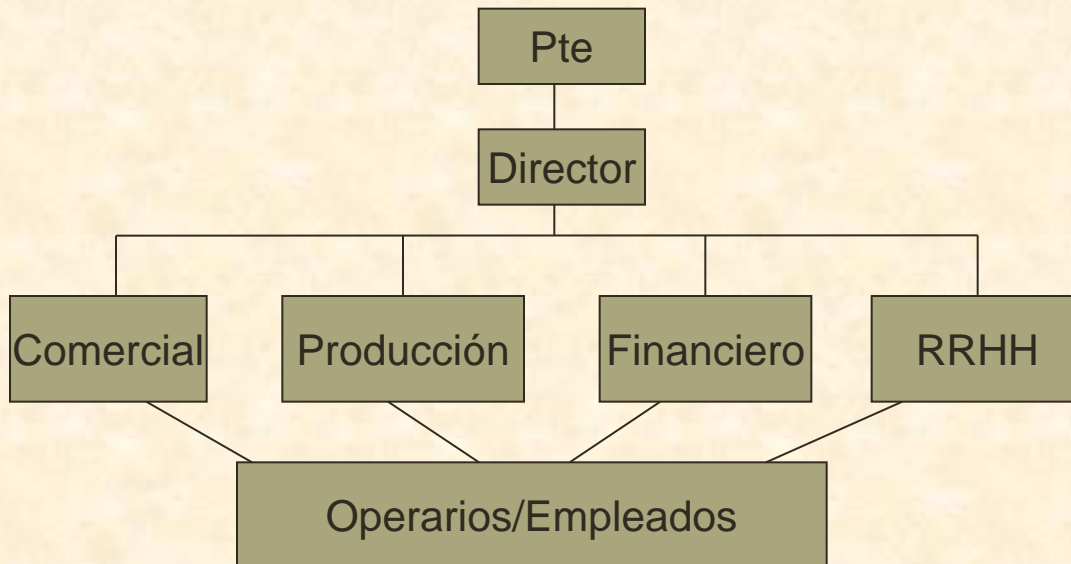 Pte
Director
Comercial
Producción
Financiero
RRHH
Operarios/Empleados